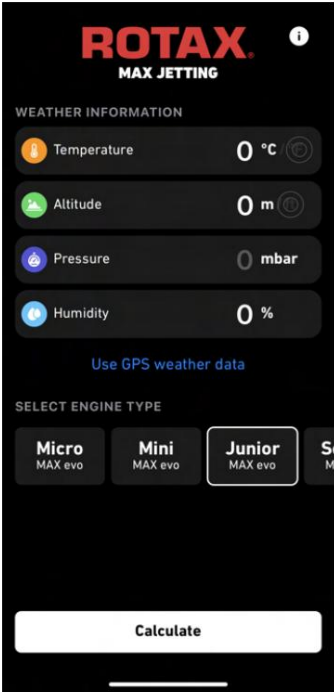 ROTAX.
MAX JETTING
WEATHER INFORMATION
Temperature 0 °C / °F
Altitude 0 m / ft
Pressure 0 mbar
Humidity 0 %
Use GPS weather data
SELECT ENGINE TYPE
Micro Mini Junior
MAX evo MAX evo MAX evo
Calculate